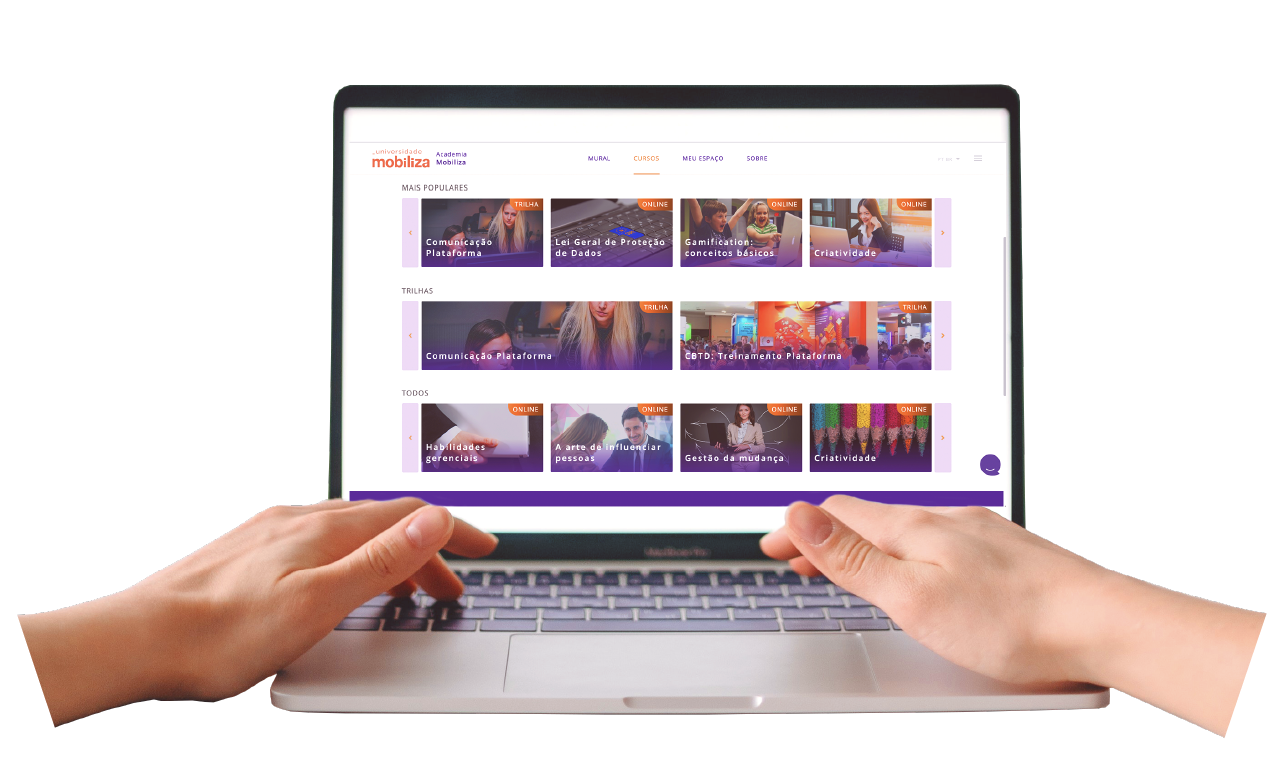 _universidade
mobiliza
Academia
Mobiliza
MURAL
CURSOS
MEU ESPAÇO
SOBRE
MAIS POPULARES
TRILHA
Comunicação
Plataforma
ONLINE
Lei Geral de Proteção
de Dados
ONLINE
Gamification:
conceitos básicos
ONLINE
Criatividade
TRILHAS
TRILHA
Comunicação Plataforma
TRILHA
CBTD: Treinamento Plataforma
TODOS
ONLINE
Habilidades
gerenciais
ONLINE
A arte de influenciar
pessoas
ONLINE
Gestão da mudança
ONLINE
Criatividade
MacBook Pro